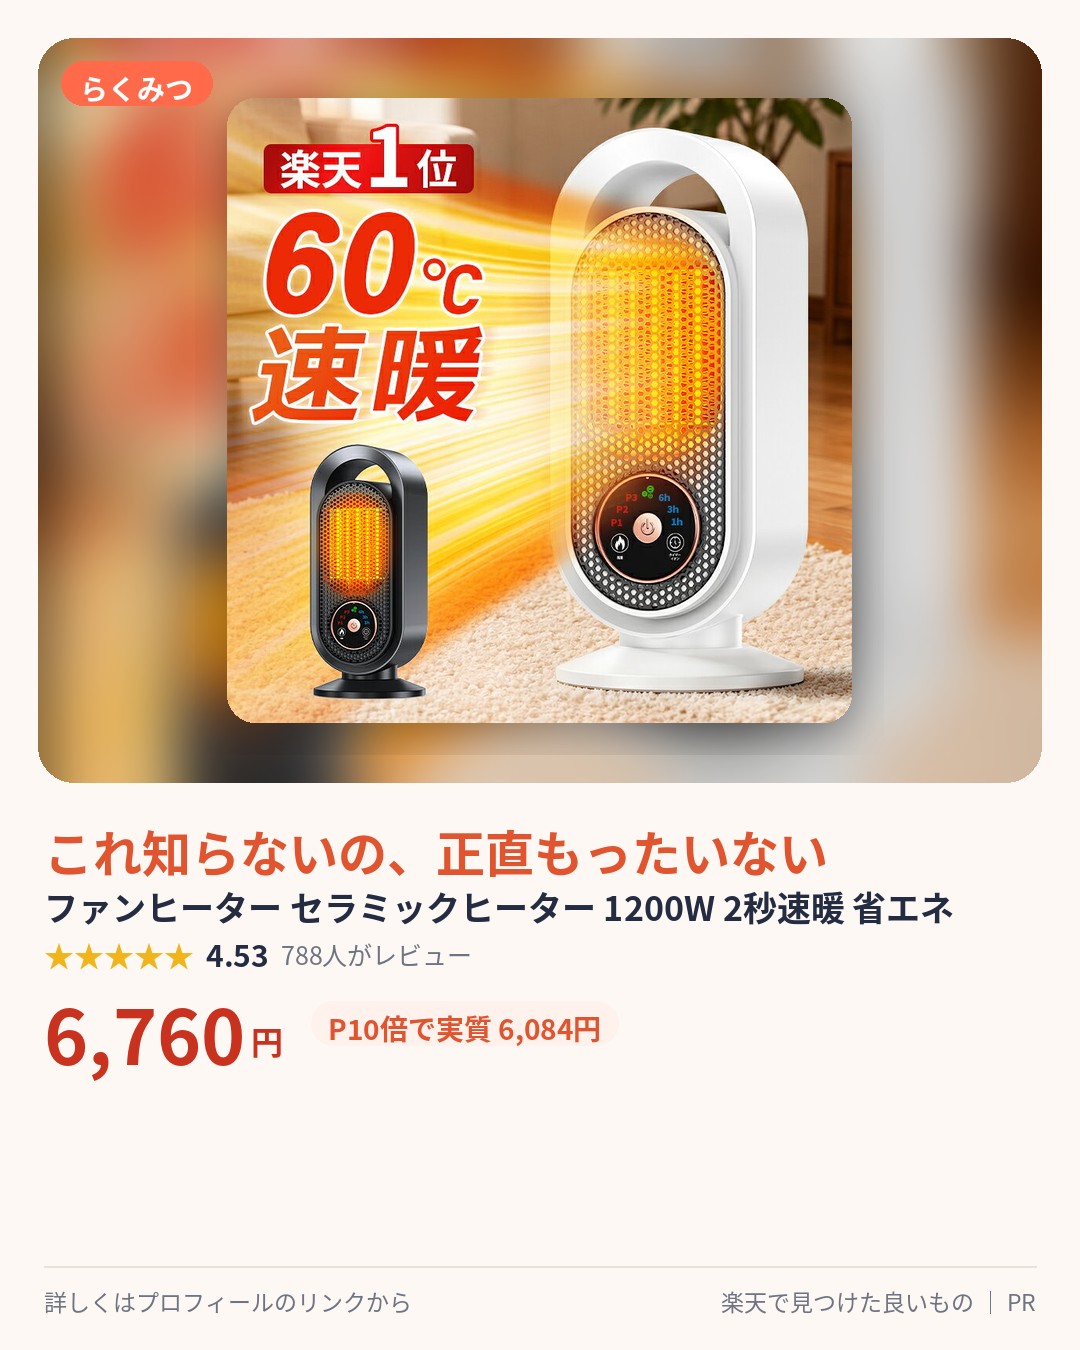 らくみつ
楽天1位
60℃
速暖
P3 6h
P2 3h
P1 1h
これ知らないの、正直もったいない
ファンヒーター セラミックヒーター 1200W 2秒速暖 省エネ
★★★★★ 4.53 788人がレビュー
6,760円 P10倍で実質 6,084円
詳しくはプロフィールのリンクから
楽天で見つけた良いもの｜PR